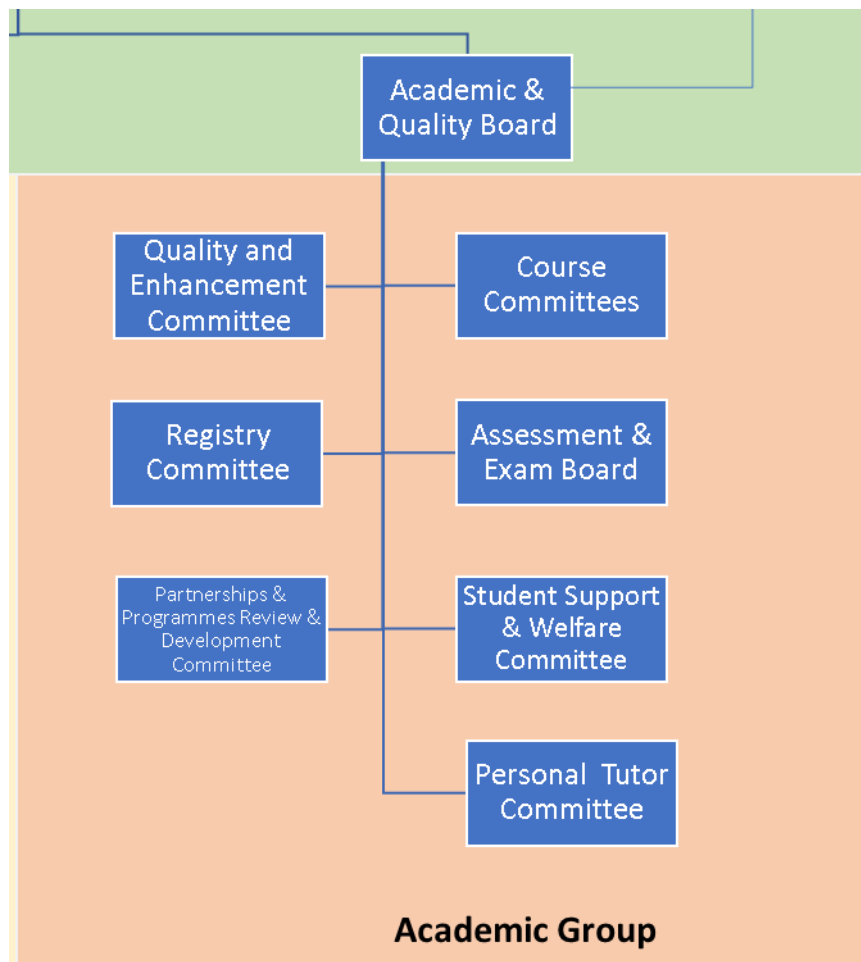 Academic &
Quality Board
Quality and
Enhancement
Committee
Course
Committees
Registry
Committee
Assessment &
Exam Board
Partnerships &
Programmes Review &
Development
Committee
Student Support
& Welfare
Committee
Personal  Tutor
Committee
Academic Group